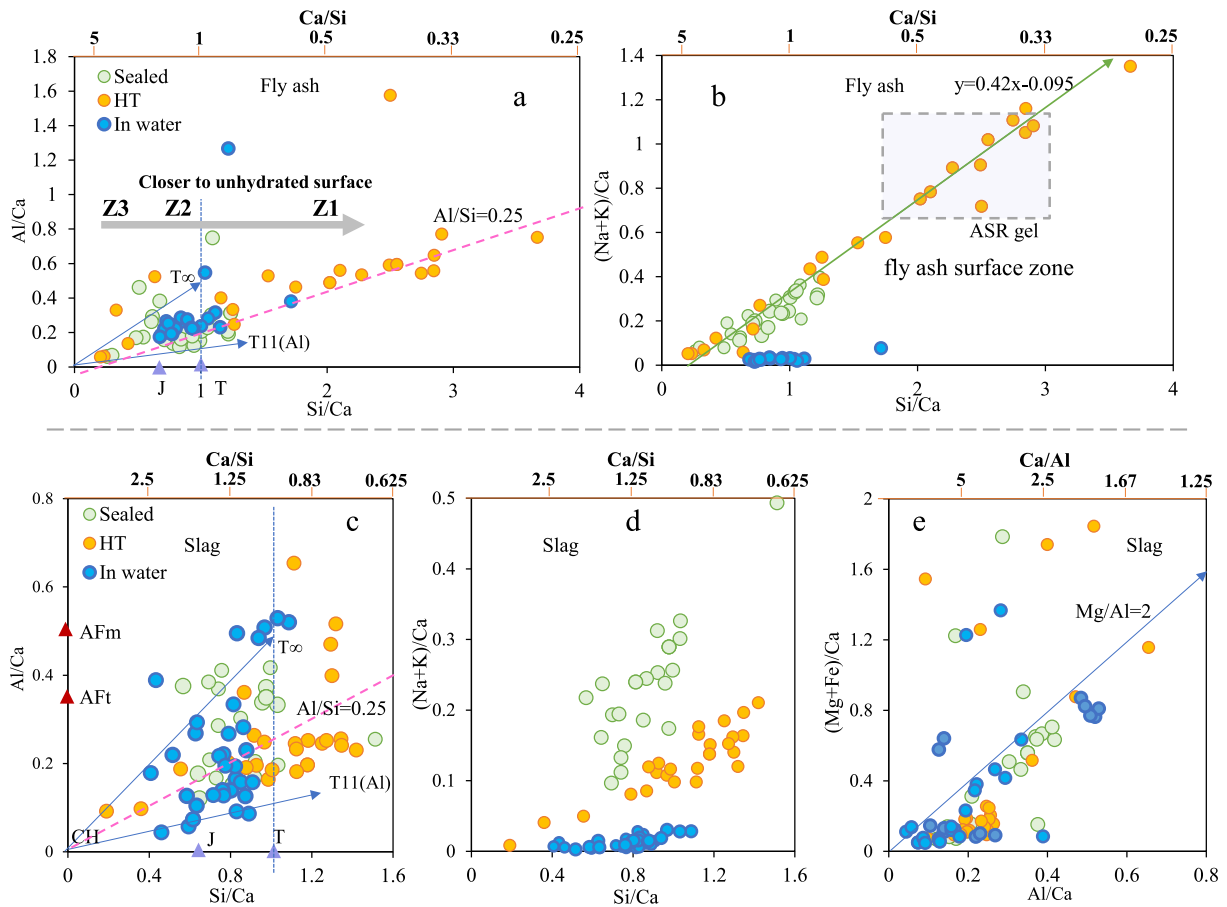 Ca/Si
5 1 0.5 0.33 0.25
1.8
1.6
1.4
1.2
1
0.8
0.6
0.4
0.2
0
Al/Ca
Sealed
HT
In water
Fly ash
a
Closer to unhydrated surface
Z3 Z2 Z1
Al/Si=0.25
T∞
T11(Al)
J T
0 1 2 3 4
Si/Ca
Ca/Si
5 1 0.5 0.33 0.25
1.4
1.2
1
0.8
0.6
0.4
0.2
0
(Na+K)/Ca
b
Fly ash
y=0.42x-0.095
ASR gel
fly ash surface zone
0 1 2 3 4
Si/Ca
Ca/Si
2.5 1.25 0.83 0.625
0.8
0.6
0.4
0.2
0
Al/Ca
Sealed
HT
In water
c
Slag
AFm
AFt
T∞
Al/Si=0.25
T11(Al)
CH
J T
0 0.4 0.8 1.2 1.6
Si/Ca
Ca/Si
2.5 1.25 0.83 0.625
0.5
0.4
0.3
0.2
0.1
0
(Na+K)/Ca
d
Slag
0 0.4 0.8 1.2 1.6
Si/Ca
Ca/Al
5 2.5 1.67 1.25
2
1.6
1.2
0.8
0.4
0
(Mg+Fe)/Ca
e
Slag
Mg/Al=2
0 0.2 0.4 0.6 0.8
Al/Ca